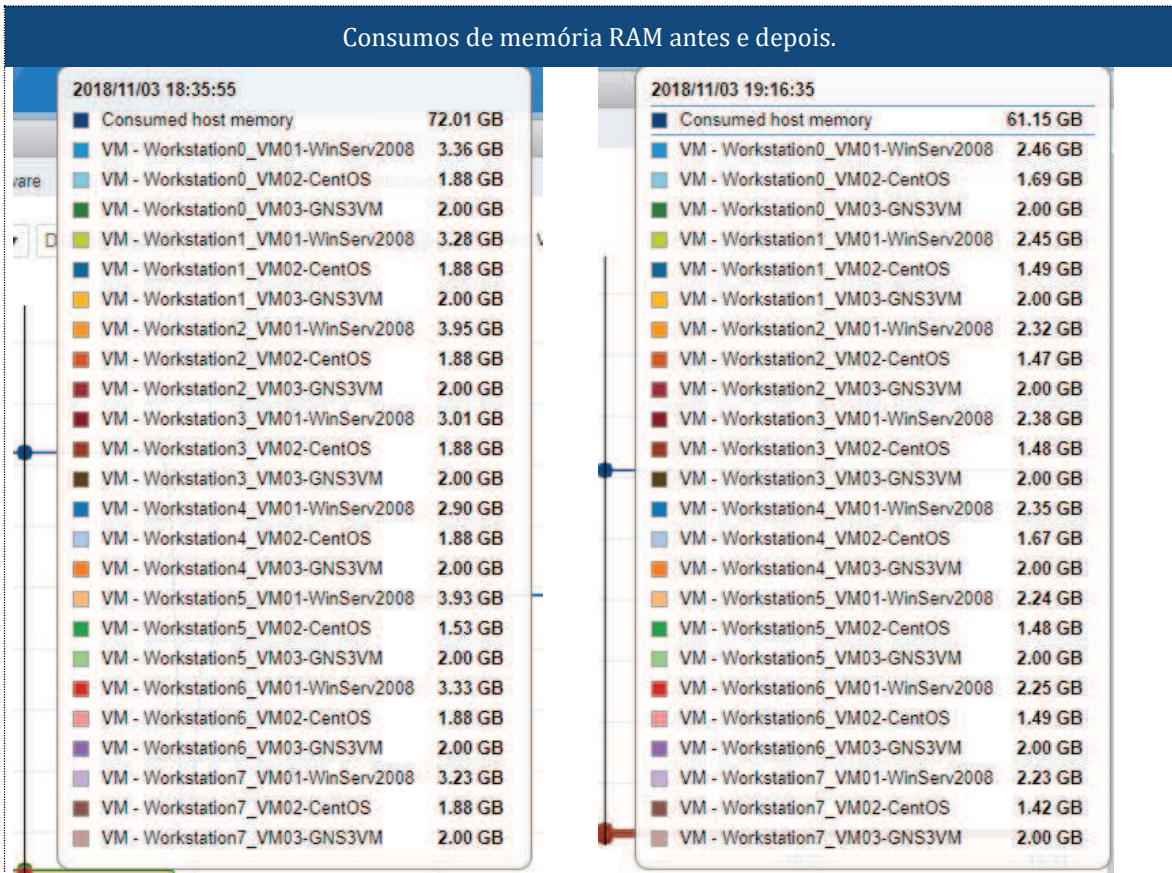 Consumos de memória RAM antes e depois.
2018/11/03 18:35:55
Consumed host memory 72.01 GB
VM - Workstation0_VM01-WinServ2008 3.36 GB
VM - Workstation0_VM02-CentOS 1.88 GB
VM - Workstation0_VM03-GNS3VM 2.00 GB
VM - Workstation1_VM01-WinServ2008 3.28 GB
VM - Workstation1_VM02-CentOS 1.88 GB
VM - Workstation1_VM03-GNS3VM 2.00 GB
VM - Workstation2_VM01-WinServ2008 3.95 GB
VM - Workstation2_VM02-CentOS 1.88 GB
VM - Workstation2_VM03-GNS3VM 2.00 GB
VM - Workstation3_VM01-WinServ2008 3.01 GB
VM - Workstation3_VM02-CentOS 1.88 GB
VM - Workstation3_VM03-GNS3VM 2.00 GB
VM - Workstation4_VM01-WinServ2008 2.90 GB
VM - Workstation4_VM02-CentOS 1.88 GB
VM - Workstation4_VM03-GNS3VM 2.00 GB
VM - Workstation5_VM01-WinServ2008 3.93 GB
VM - Workstation5_VM02-CentOS 1.53 GB
VM - Workstation5_VM03-GNS3VM 2.00 GB
VM - Workstation6_VM01-WinServ2008 3.33 GB
VM - Workstation6_VM02-CentOS 1.88 GB
VM - Workstation6_VM03-GNS3VM 2.00 GB
VM - Workstation7_VM01-WinServ2008 3.23 GB
VM - Workstation7_VM02-CentOS 1.88 GB
VM - Workstation7_VM03-GNS3VM 2.00 GB
ware
D
2018/11/03 19:16:35
Consumed host memory 61.15 GB
VM - Workstation0_VM01-WinServ2008 2.46 GB
VM - Workstation0_VM02-CentOS 1.69 GB
VM - Workstation0_VM03-GNS3VM 2.00 GB
VM - Workstation1_VM01-WinServ2008 2.45 GB
VM - Workstation1_VM02-CentOS 1.49 GB
VM - Workstation1_VM03-GNS3VM 2.00 GB
VM - Workstation2_VM01-WinServ2008 2.32 GB
VM - Workstation2_VM02-CentOS 1.47 GB
VM - Workstation2_VM03-GNS3VM 2.00 GB
VM - Workstation3_VM01-WinServ2008 2.38 GB
VM - Workstation3_VM02-CentOS 1.48 GB
VM - Workstation3_VM03-GNS3VM 2.00 GB
VM - Workstation4_VM01-WinServ2008 2.35 GB
VM - Workstation4_VM02-CentOS 1.67 GB
VM - Workstation4_VM03-GNS3VM 2.00 GB
VM - Workstation5_VM01-WinServ2008 2.24 GB
VM - Workstation5_VM02-CentOS 1.48 GB
VM - Workstation5_VM03-GNS3VM 2.00 GB
VM - Workstation6_VM01-WinServ2008 2.25 GB
VM - Workstation6_VM02-CentOS 1.49 GB
VM - Workstation6_VM03-GNS3VM 2.00 GB
VM - Workstation7_VM01-WinServ2008 2.23 GB
VM - Workstation7_VM02-CentOS 1.42 GB
VM - Workstation7_VM03-GNS3VM 2.00 GB